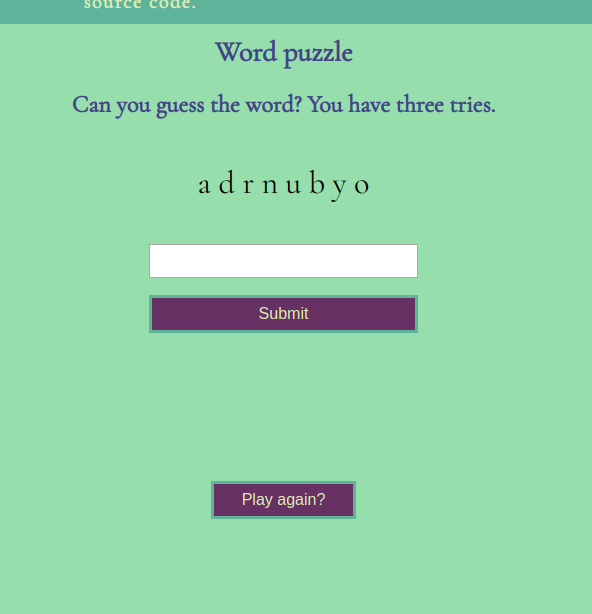 source code.
Word puzzle
Can you guess the word? You have three tries.
a d r n u b y o
Submit
Play again?